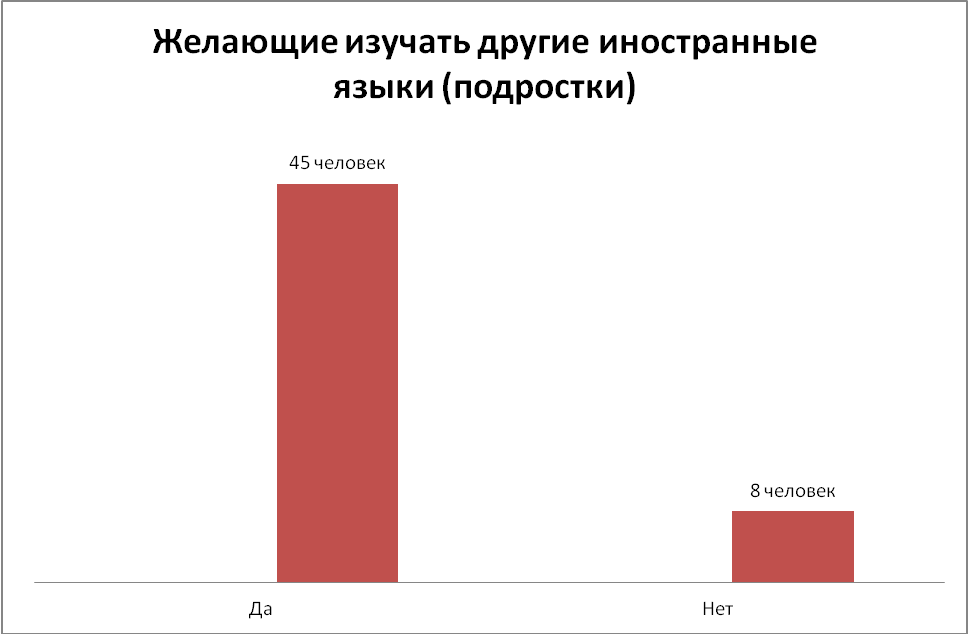 Желающие изучать другие иностранные
языки (подростки)
45 человек
8 человек
Да
Нет